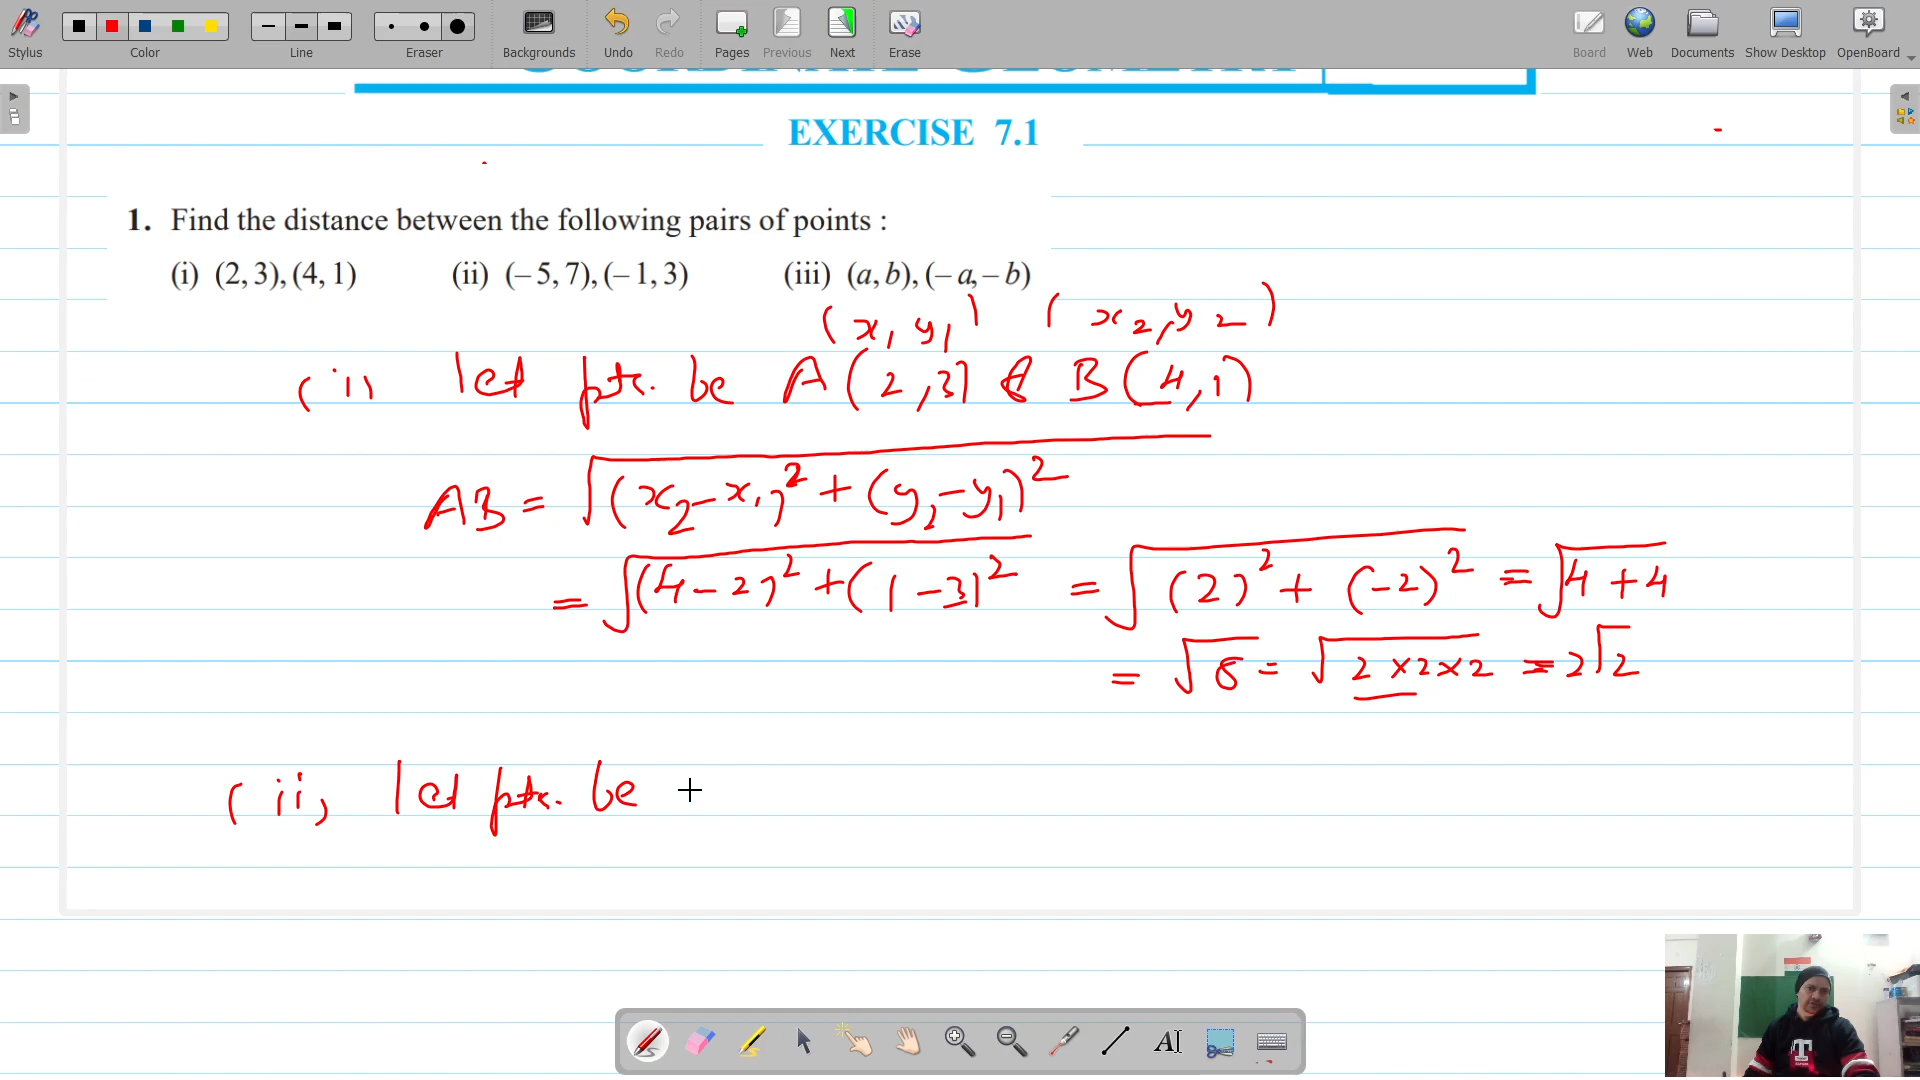 Stylus Color Line Eraser Backgrounds Undo Redo Pages Previous Next Erase Board Web Documents Show Desktop OpenBoard
COORDINATE GEOMETRY
EXERCISE 7.1
1. Find the distance between the following pairs of points :
(i) (2, 3), (4, 1) (ii) (– 5, 7), (– 1, 3) (iii) (a, b), (– a, – b)
(x₁ y₁) (x₂, y₂)
(i) let pts. be A(2,3) & B(4,1)
AB = √((x₂-x₁)² + (y₂-y₁)²)
= √((4-2)² + (1-3)²) = √((2)² + (-2)²) = √(4+4)
= √8 = √(2×2×2) = 2√2
(ii) let pts. be